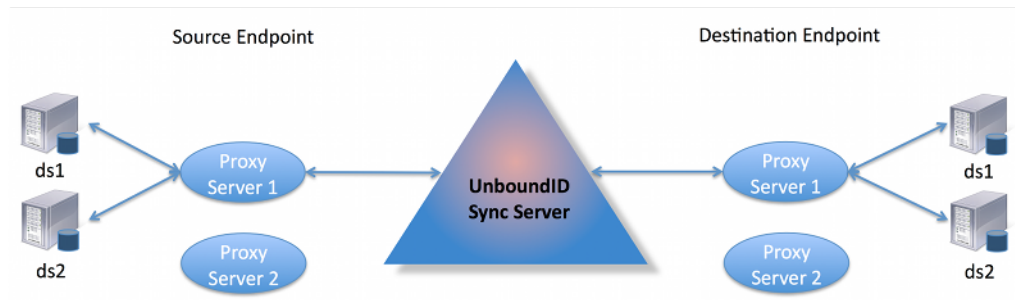 Source Endpoint
Destination Endpoint
ds1
Proxy
Server 1
UnboundID
Sync Server
Proxy
Server 1
ds1
ds2
Proxy
Server 2
Proxy
Server 2
ds2